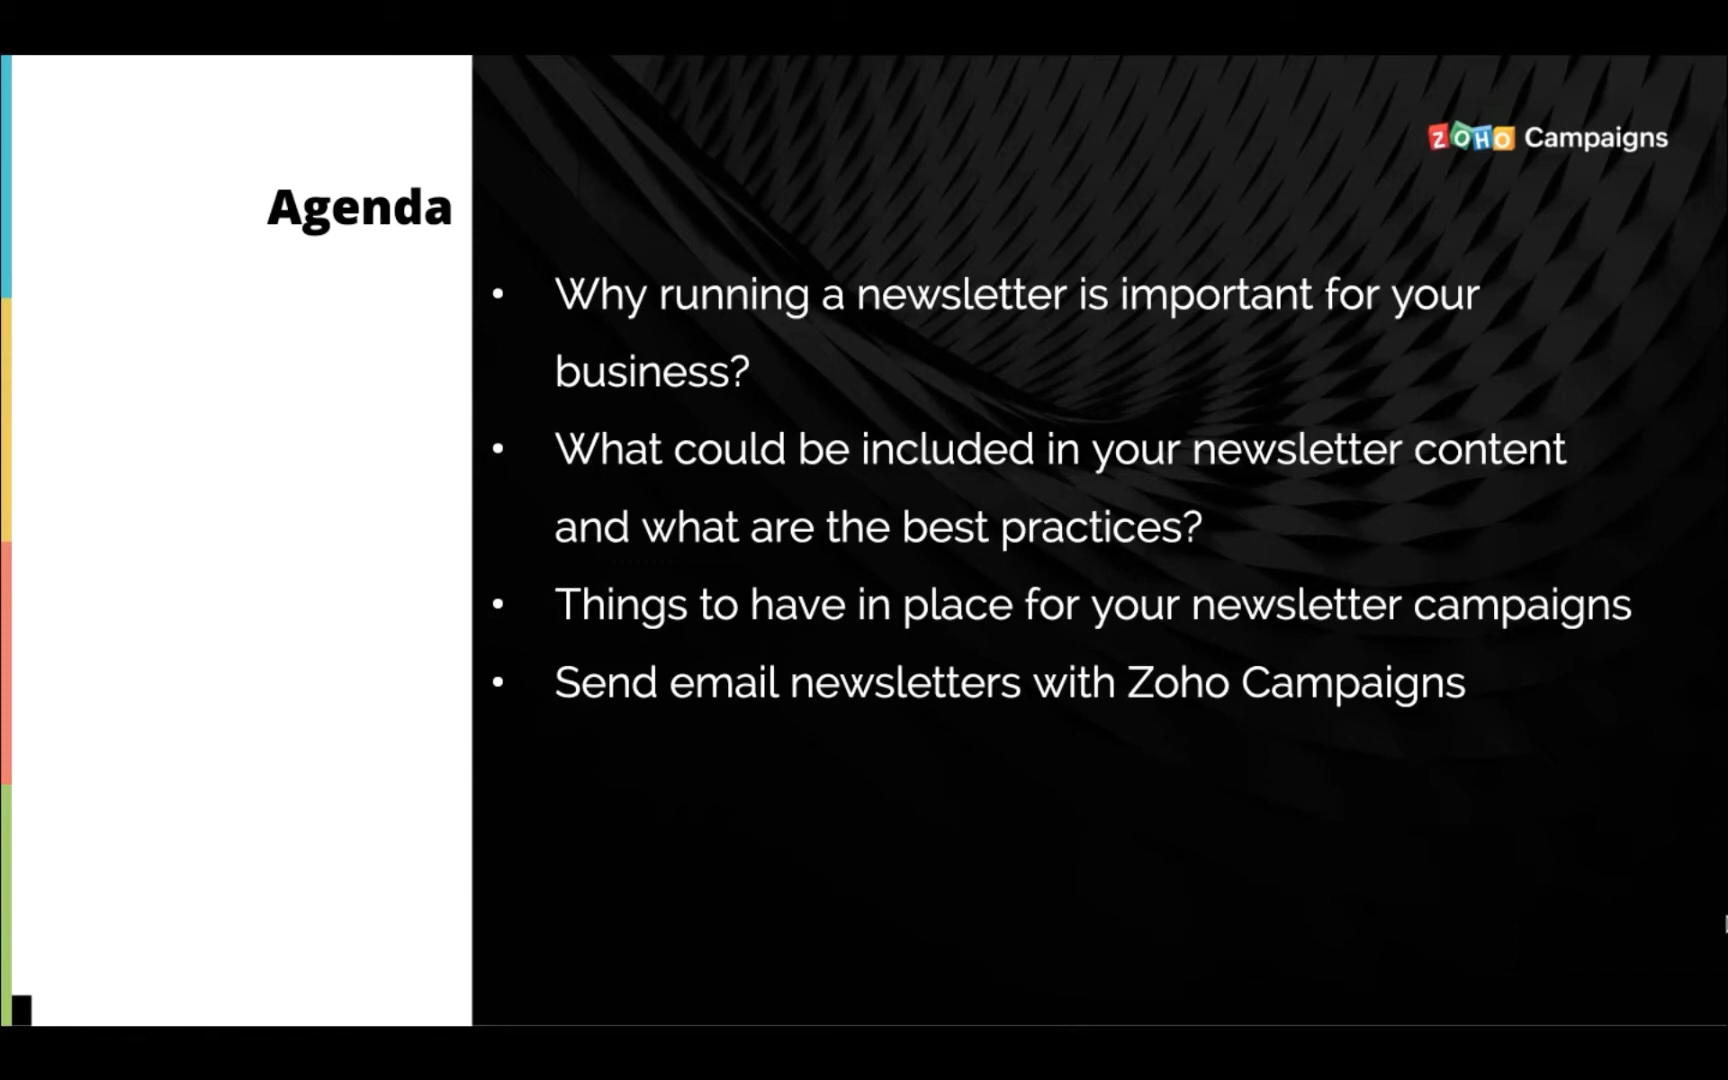 ZOHO Campaigns
Agenda
• Why running a newsletter is important for your
business?
• What could be included in your newsletter content
and what are the best practices?
• Things to have in place for your newsletter campaigns
• Send email newsletters with Zoho Campaigns